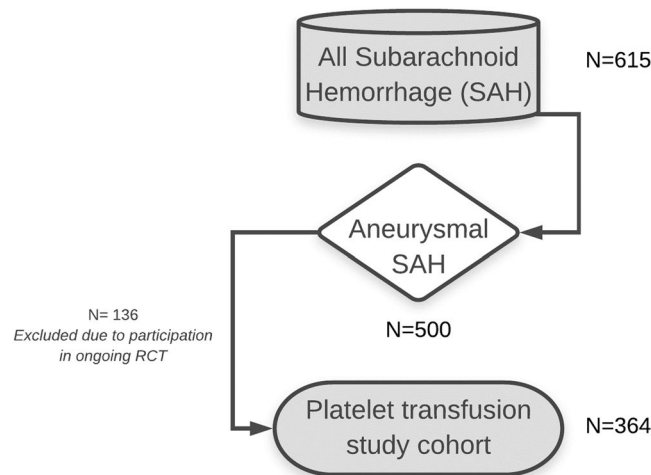 All Subarachnoid
Hemorrhage (SAH)
N=615
Aneurysmal
SAH
N=500
N= 136
Excluded due to participation
in ongoing RCT
Platelet transfusion
study cohort
N=364